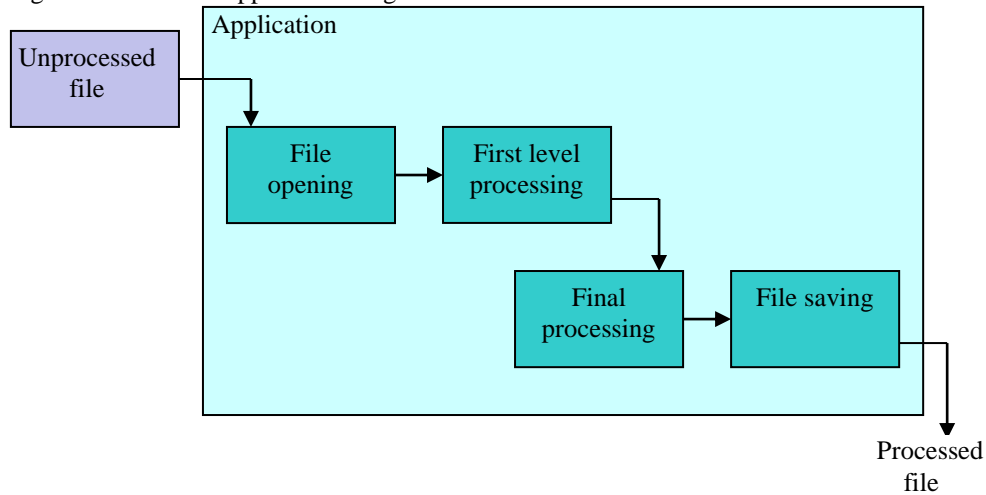 Application
Unprocessed
file
File
opening
First level
processing
Final
processing
File saving
Processed
file